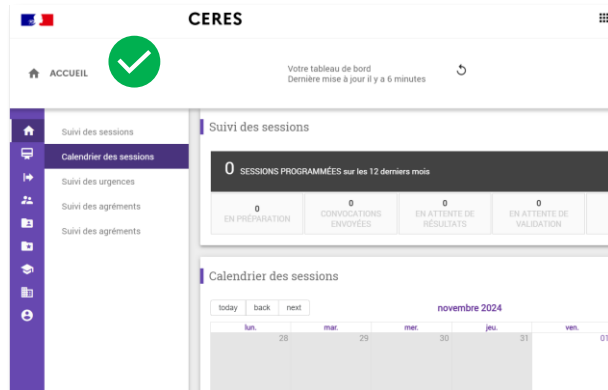 CERES
ACCUEIL
Votre tableau de bord
Dernière mise à jour il y a 6 minutes
Suivi des sessions
Calendrier des sessions
Suivi des urgences
Suivi des agréments
Suivi des agréments
Suivi des sessions
0 SESSIONS PROGRAMMÉES sur les 12 derniers mois
0
EN PRÉPARATION
0
CONVOCATIONS
ENVOYÉES
0
EN ATTENTE DE
RÉSULTATS
0
EN ATTENTE DE
VALIDATION
Calendrier des sessions
today back next
novembre 2024
lun. mar. mer. jeu. ven.
28 29 30 31 01